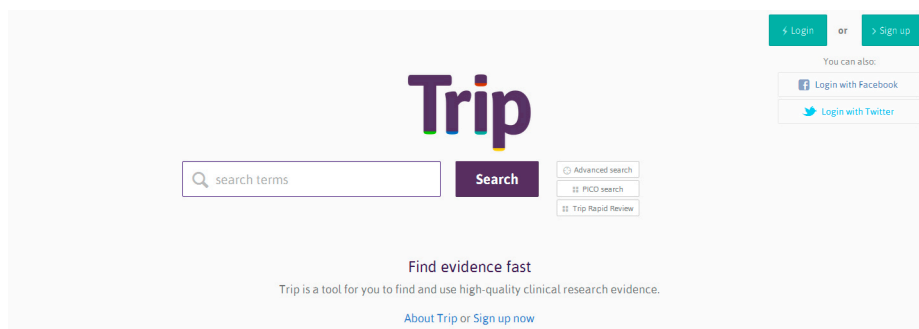 Login or Sign up
You can also:
Login with Facebook
Login with Twitter
Trip
search terms
Search
Advanced search
PICO search
Trip Rapid Review
Find evidence fast
Trip is a tool for you to find and use high-quality clinical research evidence.
About Trip or Sign up now